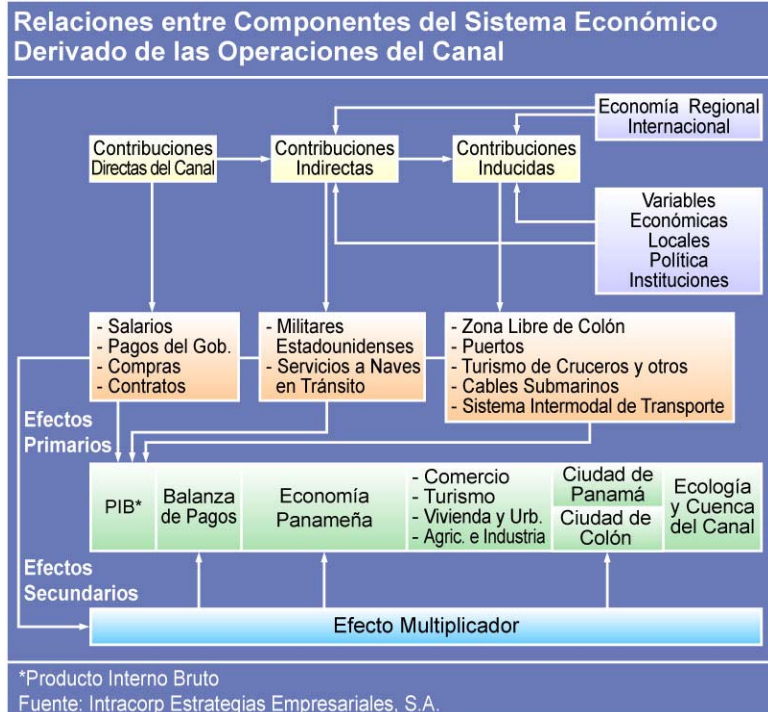 Relaciones entre Componentes del Sistema Económico
Derivado de las Operaciones del Canal
Economía Regional
Internacional
Contribuciones
Directas del Canal
Contribuciones
Indirectas
Contribuciones
Inducidas
Variables
Económicas
Locales
Política
Instituciones
- Salarios
- Pagos del Gob.
- Compras
- Contratos
- Militares
Estadounidenses
- Servicios a Naves
en Tránsito
- Zona Libre de Colón
- Puertos
- Turismo de Cruceros y otros
- Cables Submarinos
- Sistema Intermodal de Transporte
Efectos
Primarios
PIB*
Balanza
de Pagos
Economía
Panameña
- Comercio
- Turismo
- Vivienda y Urb.
- Agric. e Industria
Ciudad de
Panamá
Ciudad de
Colón
Ecología
y Cuenca
del Canal
Efectos
Secundarios
Efecto Multiplicador
*Producto Interno Bruto
Fuente: Intracorp Estrategias Empresariales, S.A.